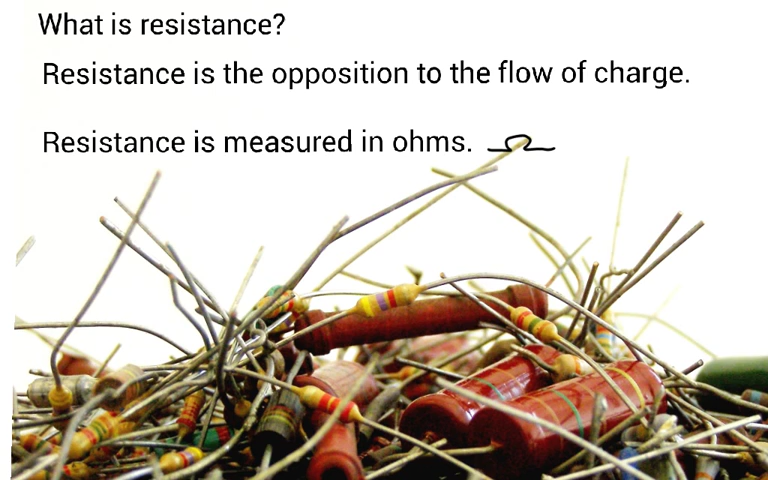 What is resistance?
Resistance is the opposition to the flow of charge.
Resistance is measured in ohms. Ω